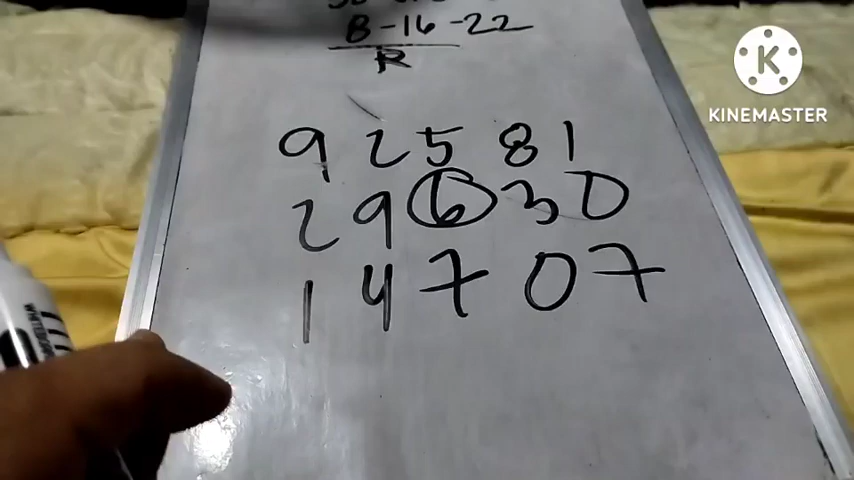 8-16-22
R
9 2 5 8 1
2 9 6 3 0
1 4 7 0 7
K
KINEMASTER